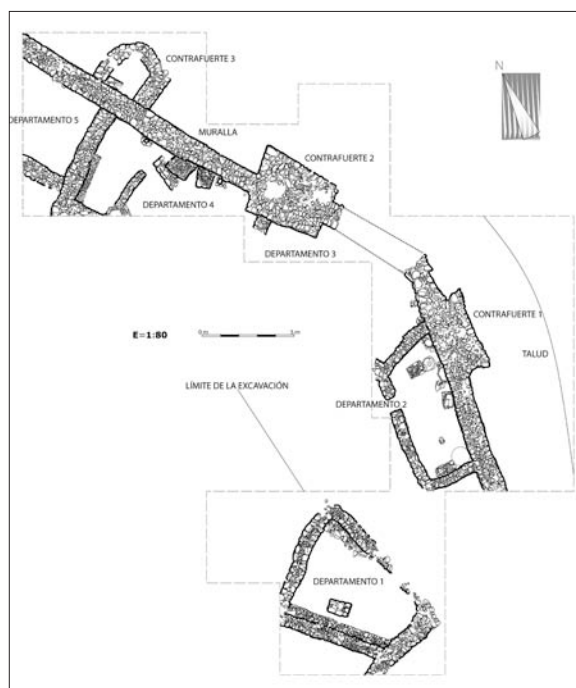 CONTRAFUERTE 3
N
DEPARTAMENTO 5
MURALLA
CONTRAFUERTE 2
DEPARTAMENTO 4
DEPARTAMENTO 3
CONTRAFUERTE 1
E=1:80
0 m
TALUD
LÍMITE DE LA EXCAVACIÓN
DEPARTAMENTO 2
DEPARTAMENTO 1